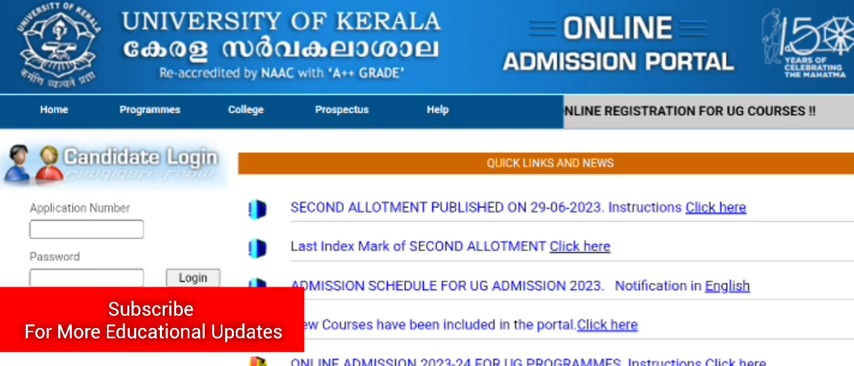 UNIVERSITY OF KERALA
UNIVERSITY OF KERALA
കേരള സർവകലാശാല
Re-accredited by NAAC with 'A++ GRADE'
ONLINE
ADMISSION PORTAL
150
YEARS OF
CELEBRATING
THE MAHATMA
Home Programmes College Prospectus Help
NLINE REGISTRATION FOR UG COURSES !!
Candidate Login
QUICK LINKS AND NEWS
Application Number
Password
Login
SECOND ALLOTMENT PUBLISHED ON 29-06-2023. Instructions Click here
Last Index Mark of SECOND ALLOTMENT Click here
ADMISSION SCHEDULE FOR UG ADMISSION 2023. Notification in English
ew Courses have been included in the portal.Click here
ONLINE ADMISSION 2023-24 FOR UG PROGRAMMES. Instructions Click here
Subscribe
For More Educational Updates